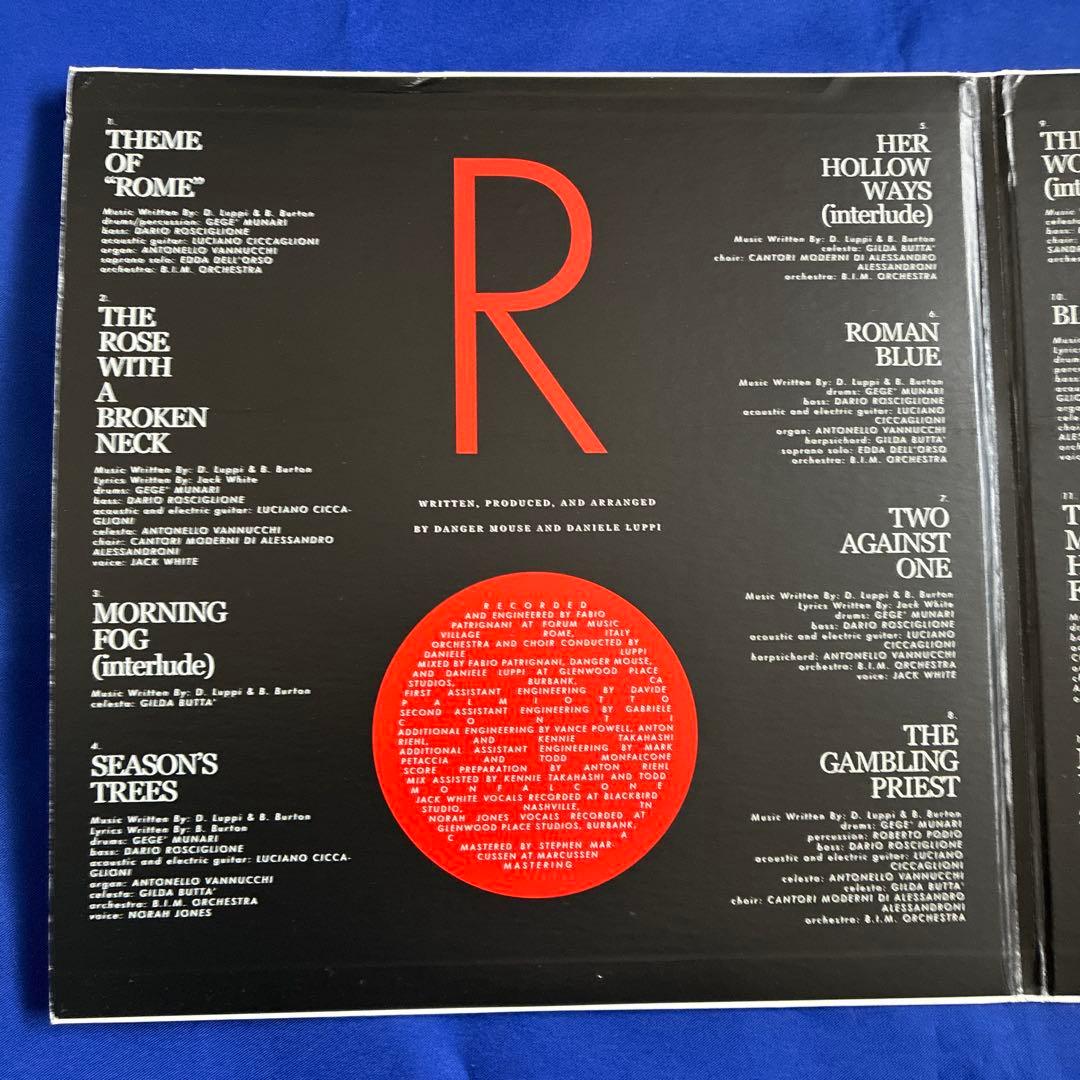 1.
THEME
OF
“ROME”
Music Written By: D. Luppi & B. Burton
drums/percussion: GEGE' MUNARI
bass: DARIO ROSCIGLIONE
acoustic guitar: LUCIANO CICCAGLIONI
organ: ANTONELLO VANNUCCHI
soprano solo: EDDA DELL'ORSO
orchestra: B.I.M. ORCHESTRA
2.
THE
ROSE
WITH
A
BROKEN
NECK
Music Written By: D. Luppi & B. Burton
Lyrics Written By: Jack White
drums: GEGE' MUNARI
bass: DARIO ROSCIGLIONE
acoustic and electric guitar: LUCIANO CICCA-
GLIONI
celesta: ANTONELLO VANNUCCHI
choir: CANTORI MODERNI DI ALESSANDRO
ALESSANDRONI
voice: JACK WHITE
3.
MORNING
FOG
(interlude)
Music Written By: D. Luppi & B. Burton
celesta: GILDA BUTTA'
4.
SEASON'S
TREES
Music Written By: D. Luppi & B. Burton
Lyrics Written By: B. Burton
drums: GEGE' MUNARI
bass: DARIO ROSCIGLIONE
acoustic and electric guitar: LUCIANO CICCA-
GLIONI
organ: ANTONELLO VANNUCCHI
celesta: GILDA BUTTA'
orchestra: B.I.M. ORCHESTRA
voice: NORAH JONES
R
WRITTEN, PRODUCED, AND ARRANGED
BY DANGER MOUSE AND DANIELE LUPPI
RECORDED
AND ENGINEERED BY FABIO
PATRIGNANI AT FORUM MUSIC
VILLAGE ROME, ITALY
ORCHESTRA AND CHOIR CONDUCTED BY
DANIELE LUPPI
MIXED BY FABIO PATRIGNANI, DANGER MOUSE,
AND DANIELE LUPPI AT GLENWOOD PLACE
STUDIOS, BURBANK, CA
FIRST ASSISTANT ENGINEERING BY DAVIDE
PALMIOTTO
SECOND ASSISTANT ENGINEERING BY GABRIELE
CONTI
ADDITIONAL ENGINEERING BY VANCE POWELL, ANTON
RIEHL, AND KENNIE TAKAHASHI
ADDITIONAL ASSISTANT ENGINEERING BY MARK
PETACCIA AND TODD MONFALCONE
SCORE PREPARATION BY ANTON RIEHL
MIX ASSISTED BY KENNIE TAKAHASHI AND TODD
MONFALCONE
JACK WHITE VOCALS RECORDED AT BLACKBIRD
STUDIO, NASHVILLE, TN
NORAH JONES VOCALS RECORDED AT
GLENWOOD PLACE STUDIOS, BURBANK,
C A
MASTERED BY STEPHEN MAR-
CUSSEN AT MARCUSSEN
MASTERING
5.
HER
HOLLOW
WAYS
(interlude)
Music Written By: D. Luppi & B. Burton
celesta: GILDA BUTTA'
choir: CANTORI MODERNI DI ALESSANDRO
ALESSANDRONI
orchestra: B.I.M. ORCHESTRA
6.
ROMAN
BLUE
Music Written By: D. Luppi & B. Burton
drums: GEGE' MUNARI
bass: DARIO ROSCIGLIONE
acoustic and electric guitar: LUCIANO
CICCAGLIONI
organ: ANTONELLO VANNUCCHI
harpsichord: GILDA BUTTA'
soprano solo: EDDA DELL'ORSO
orchestra: B.I.M. ORCHESTRA
7.
TWO
AGAINST
ONE
Music Written By: D. Luppi & B. Burton
Lyrics Written By: Jack White
drums: GEGE' MUNARI
bass: DARIO ROSCIGLIONE
acoustic and electric guitar: LUCIANO
CICCAGLIONI
harpsichord: ANTONELLO VANNUCCHI
orchestra: B.I.M. ORCHESTRA
voice: JACK WHITE
8.
THE
GAMBLING
PRIEST
Music Written By: D. Luppi & B. Burton
drums: GEGE' MUNARI
percussion: ROBERTO PODIO
bass: DARIO ROSCIGLIONE
acoustic and electric guitar: LUCIANO
CICCAGLIONI
celesta: ANTONELLO VANNUCCHI
celesta: GILDA BUTTA'
choir: CANTORI MODERNI DI ALESSANDRO
ALESSANDRONI
orchestra: B.I.M. ORCHESTRA
9.
10.
11.